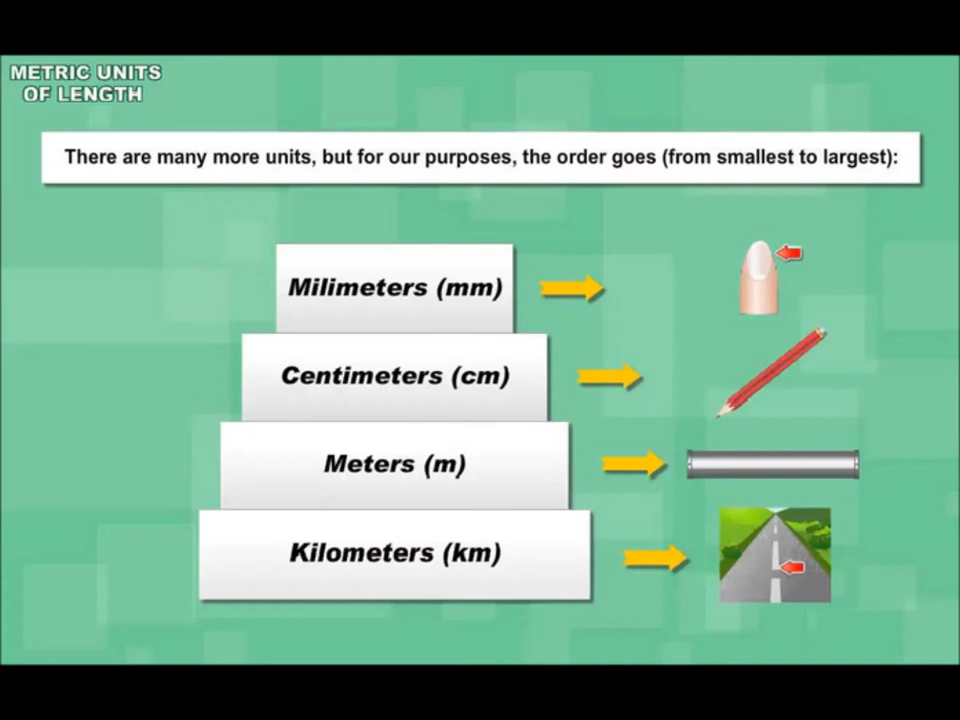 METRIC UNITS
OF LENGTH
There are many more units, but for our purposes, the order goes (from smallest to largest):
Milimeters (mm)
Centimeters (cm)
Meters (m)
Kilometers (km)